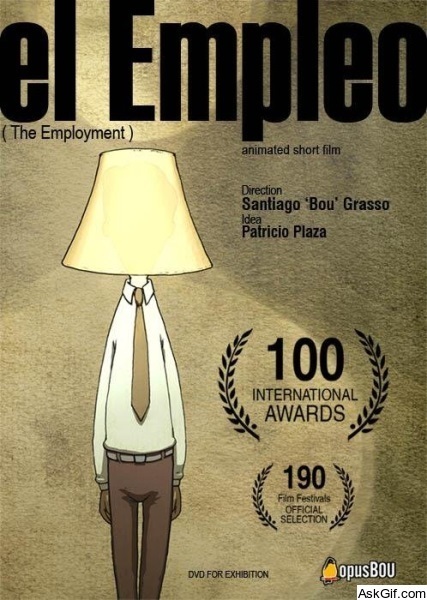 el Empleo
( The Employment )
animated short film
Direction
Santiago ‘Bou’ Grasso
Idea
Patricio Plaza
100
INTERNATIONAL
AWARDS
190
Film Festivals
OFFICIAL
SELECTION
DVD FOR EXHIBITION
opusBOU
AskGif.com